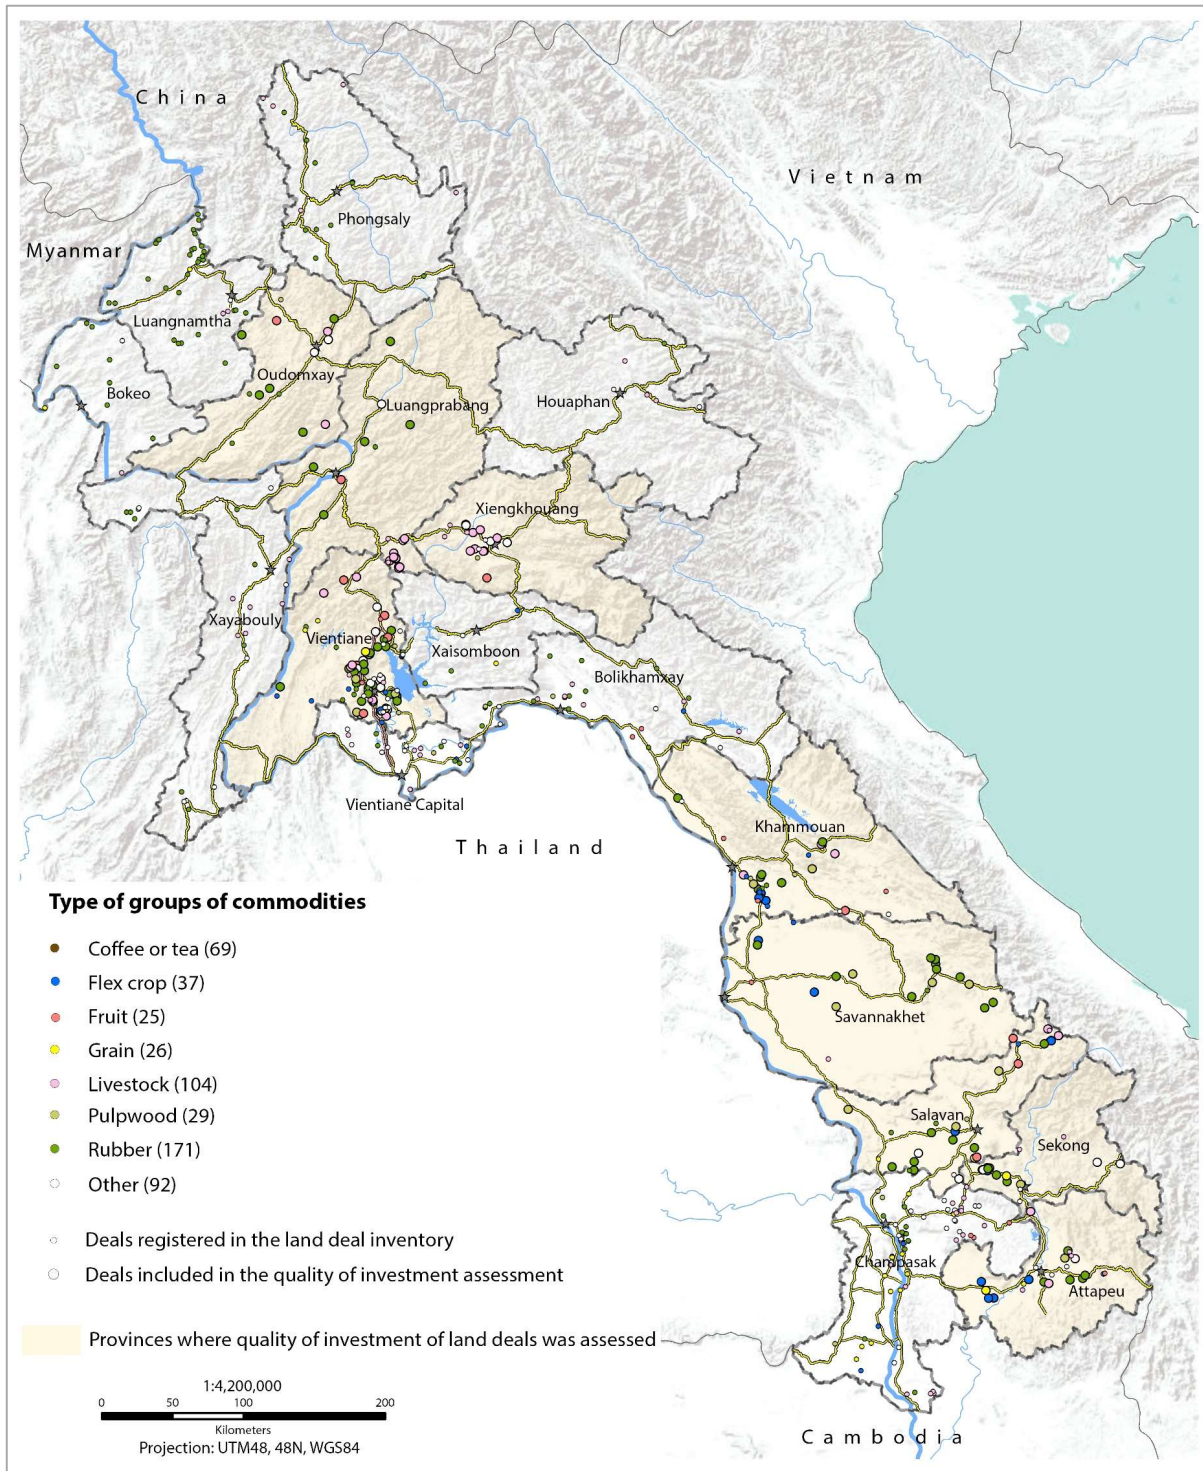 C h i n a
V i e t n a m
Phongsaly
Myanmar
Luangnamtha
Oudomxay
Bokeo
Luangprabang
Houaphan
Xiengkhouang
Xayabouly
Vientiane
Xaisomboon
Bolikhamxay
Vientiane Capital
Khammouan
T h a i l a n d
Savannakhet
Salavan
Sekong
Champasak
Attapeu
C a m b o d i a
Type of groups of commodities
Coffee or tea (69)
Flex crop (37)
Fruit (25)
Grain (26)
Livestock (104)
Pulpwood (29)
Rubber (171)
Other (92)
Deals registered in the land deal inventory
Deals included in the quality of investment assessment
Provinces where quality of investment of land deals was assessed
1:4,200,000
0 50 100 200
Kilometers
Projection: UTM48, 48N, WGS84